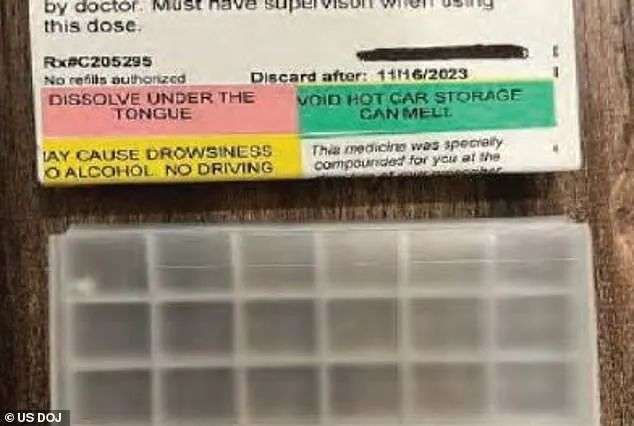 by doctor. Must have supervison when using
this dose.
Rx#C205295
No refills authorized
Discard after: 11/16/2023
DISSOLVE UNDER THE
TONGUE
VOID HOT CAR STORAGE
CAN MELT
AY CAUSE DROWSINESS
O ALCOHOL NO DRIVING
This medicine was specially
compounded for you at the
© US DOJ